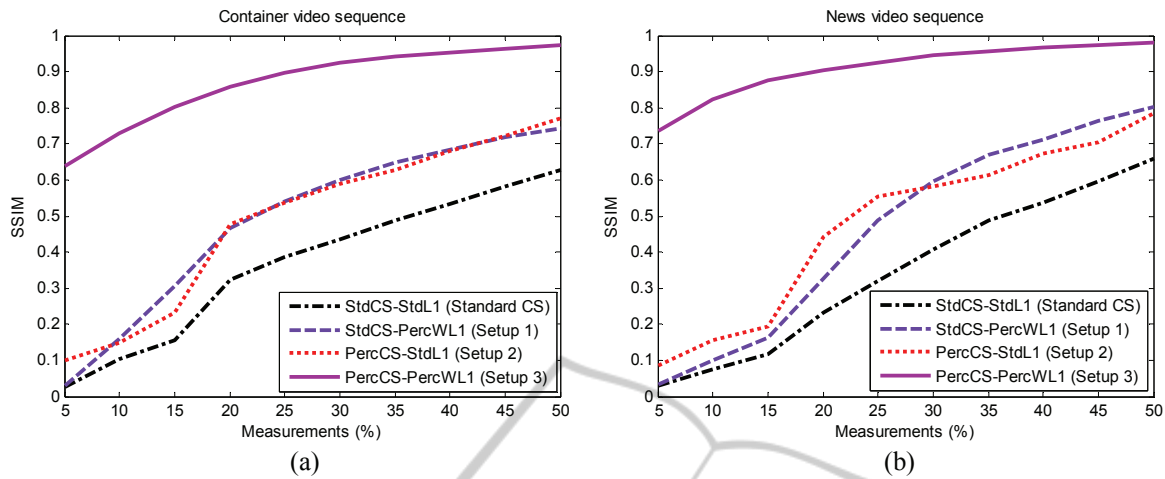 Container video sequence
1
0.9
0.8
0.7
0.6
0.5
0.4
0.3
0.2
0.1
0
SSIM
StdCS-StdL1 (Standard CS)
StdCS-PercWL1 (Setup 1)
PercCS-StdL1 (Setup 2)
PercCS-PercWL1 (Setup 3)
5 10 15 20 25 30 35 40 45 50
Measurements (%)
(a)
News video sequence
1
0.9
0.8
0.7
0.6
0.5
0.4
0.3
0.2
0.1
0
SSIM
StdCS-StdL1 (Standard CS)
StdCS-PercWL1 (Setup 1)
PercCS-StdL1 (Setup 2)
PercCS-PercWL1 (Setup 3)
5 10 15 20 25 30 35 40 45 50
Measurements (%)
(b)